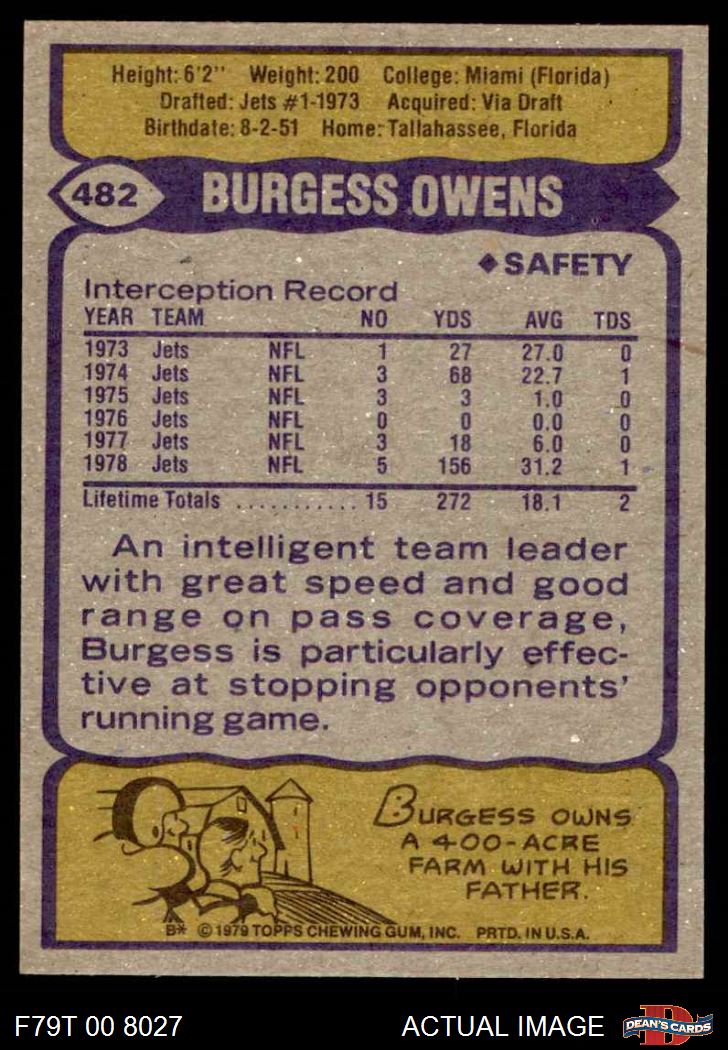 Height: 6'2" Weight: 200 College: Miami (Florida)
Drafted: Jets #1-1973 Acquired: Via Draft
Birthdate: 8-2-51 Home: Tallahassee, Florida
482 BURGESS OWENS
♦ SAFETY
Interception Record
YEAR TEAM NO YDS AVG TDS
1973 Jets NFL 1 27 27.0 0
1974 Jets NFL 3 68 22.7 1
1975 Jets NFL 3 3 1.0 0
1976 Jets NFL 0 0 0.0 0
1977 Jets NFL 3 18 6.0 0
1978 Jets NFL 5 156 31.2 1
Lifetime Totals ........... 15 272 18.1 2
An intelligent team leader
with great speed and good
range on pass coverage,
Burgess is particularly effec-
tive at stopping opponents'
running game.
BURGESS OWNS
A 400-ACRE
FARM WITH HIS
FATHER.
B* © 1979 TOPPS CHEWING GUM, INC. PRTD. IN U.S.A.
F79T 00 8027 ACTUAL IMAGE D DEAN'S CARDS